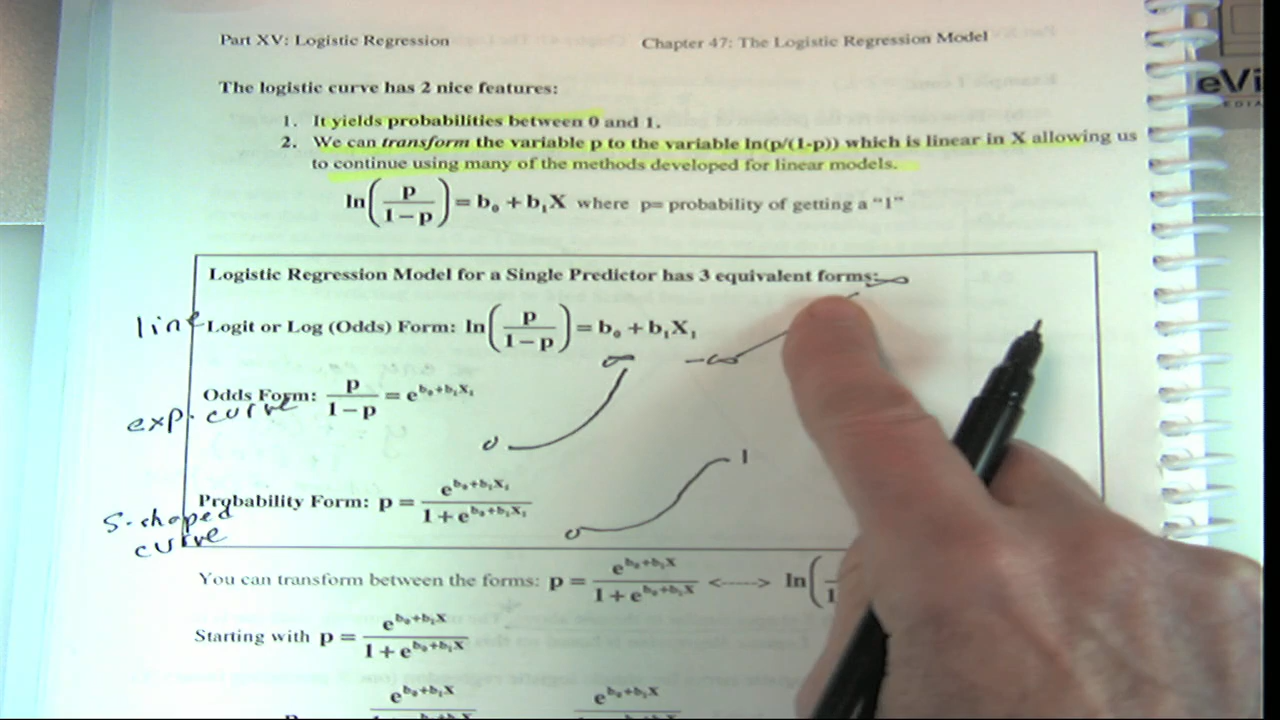 Part XV: Logistic Regression Chapter 47: The Logistic Regression Model
The logistic curve has 2 nice features:
1. It yields probabilities between 0 and 1.
2. We can transform the variable p to the variable ln(p/(1-p)) which is linear in X allowing us
to continue using many of the methods developed for linear models.
ln(p/(1−p)) = b₀ + b₁X where p= probability of getting a “1”
Logistic Regression Model for a Single Predictor has 3 equivalent forms: ∞
line Logit or Log (Odds) Form: ln(p/(1−p)) = b₀ + b₁X₁
∞ −∞
Odds Form: p/(1−p) = e^(b₀+b₁X₁)
exp. curve
0
1
Probability Form: p = e^(b₀+b₁X₁)/(1+e^(b₀+b₁X₁))
S-shaped
curve
0
You can transform between the forms: p = e^(b₀+b₁X)/(1+e^(b₀+b₁X)) <-----> ln(
Starting with p = e^(b₀+b₁X)/(1+e^(b₀+b₁X))
e^(b₀+b₁X) e^(b₀+b₁X)
eVi